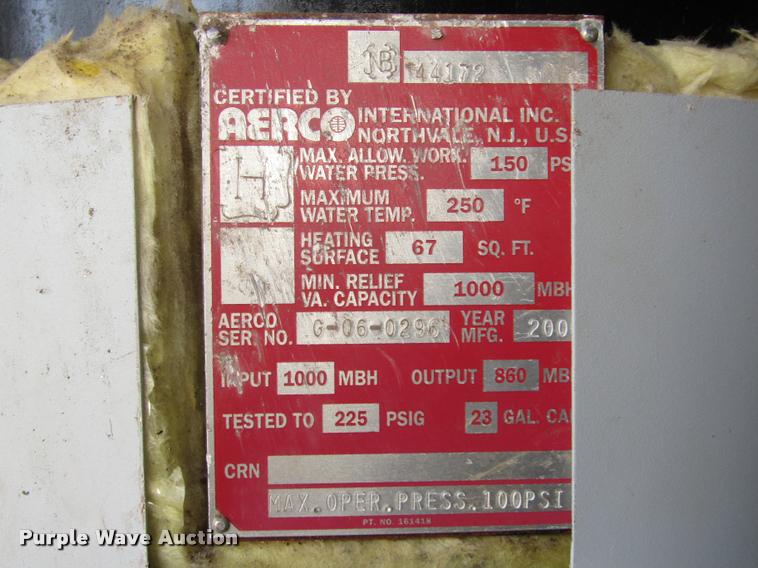 NB 44172
CERTIFIED BY
AERCO INTERNATIONAL INC.
NORTHVALE, N.J., U.S.
H MAX. ALLOW. WORK. WATER PRESS. 150 PS
MAXIMUM WATER TEMP. 250 °F
HEATING SURFACE 67 SQ. FT.
MIN. RELIEF VA. CAPACITY 1000 MBH
AERCO SER. NO. G-06-0296 YEAR MFG. 200
INPUT 1000 MBH OUTPUT 860 MB
TESTED TO 225 PSIG 23 GAL. CA
CRN
MAX.OPER.PRESS.100PSI
PT. NO. 161418
Purple Wave Auction